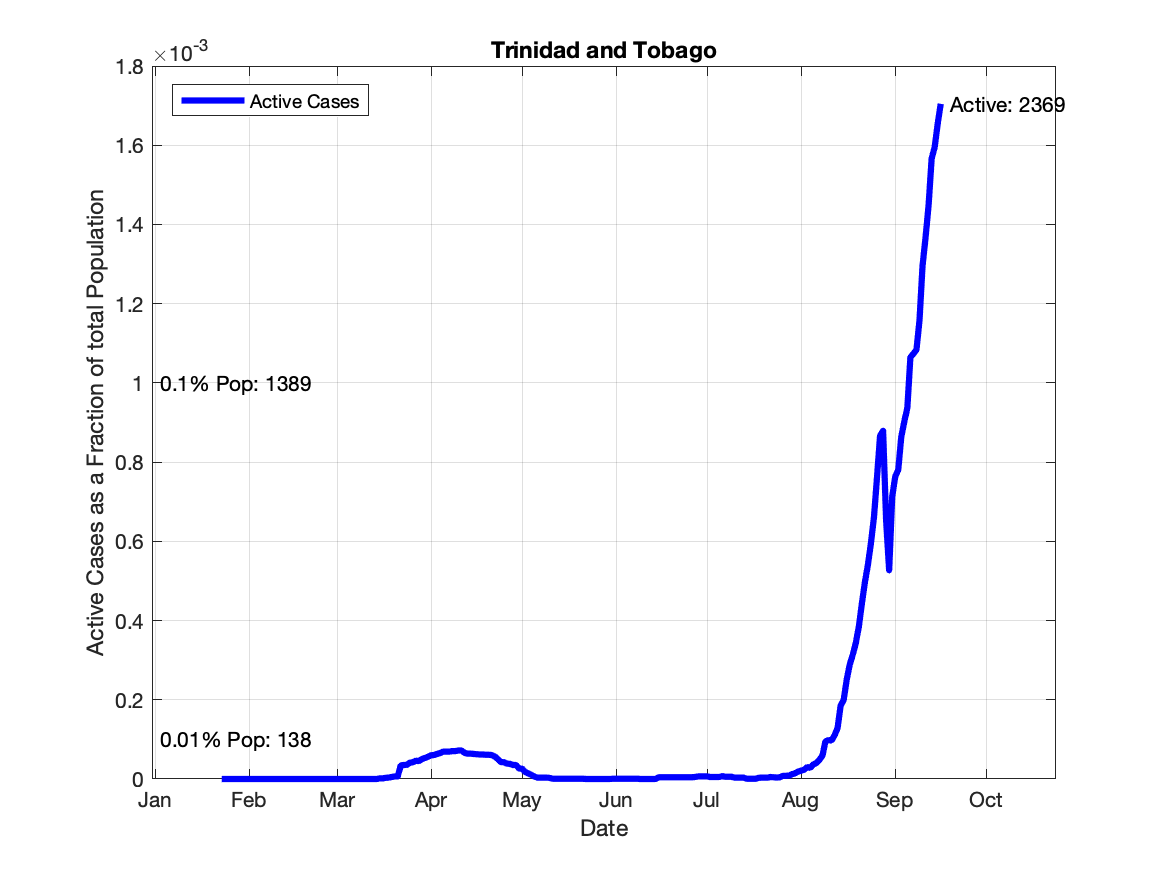 Trinidad and Tobago
×10-3
1.8
1.6
1.4
1.2
1
0.8
0.6
0.4
0.2
0
Active Cases as a Fraction of total Population
Active Cases
Active: 2369
0.1% Pop: 1389
0.01% Pop: 138
Jan Feb Mar Apr May Jun Jul Aug Sep Oct
Date